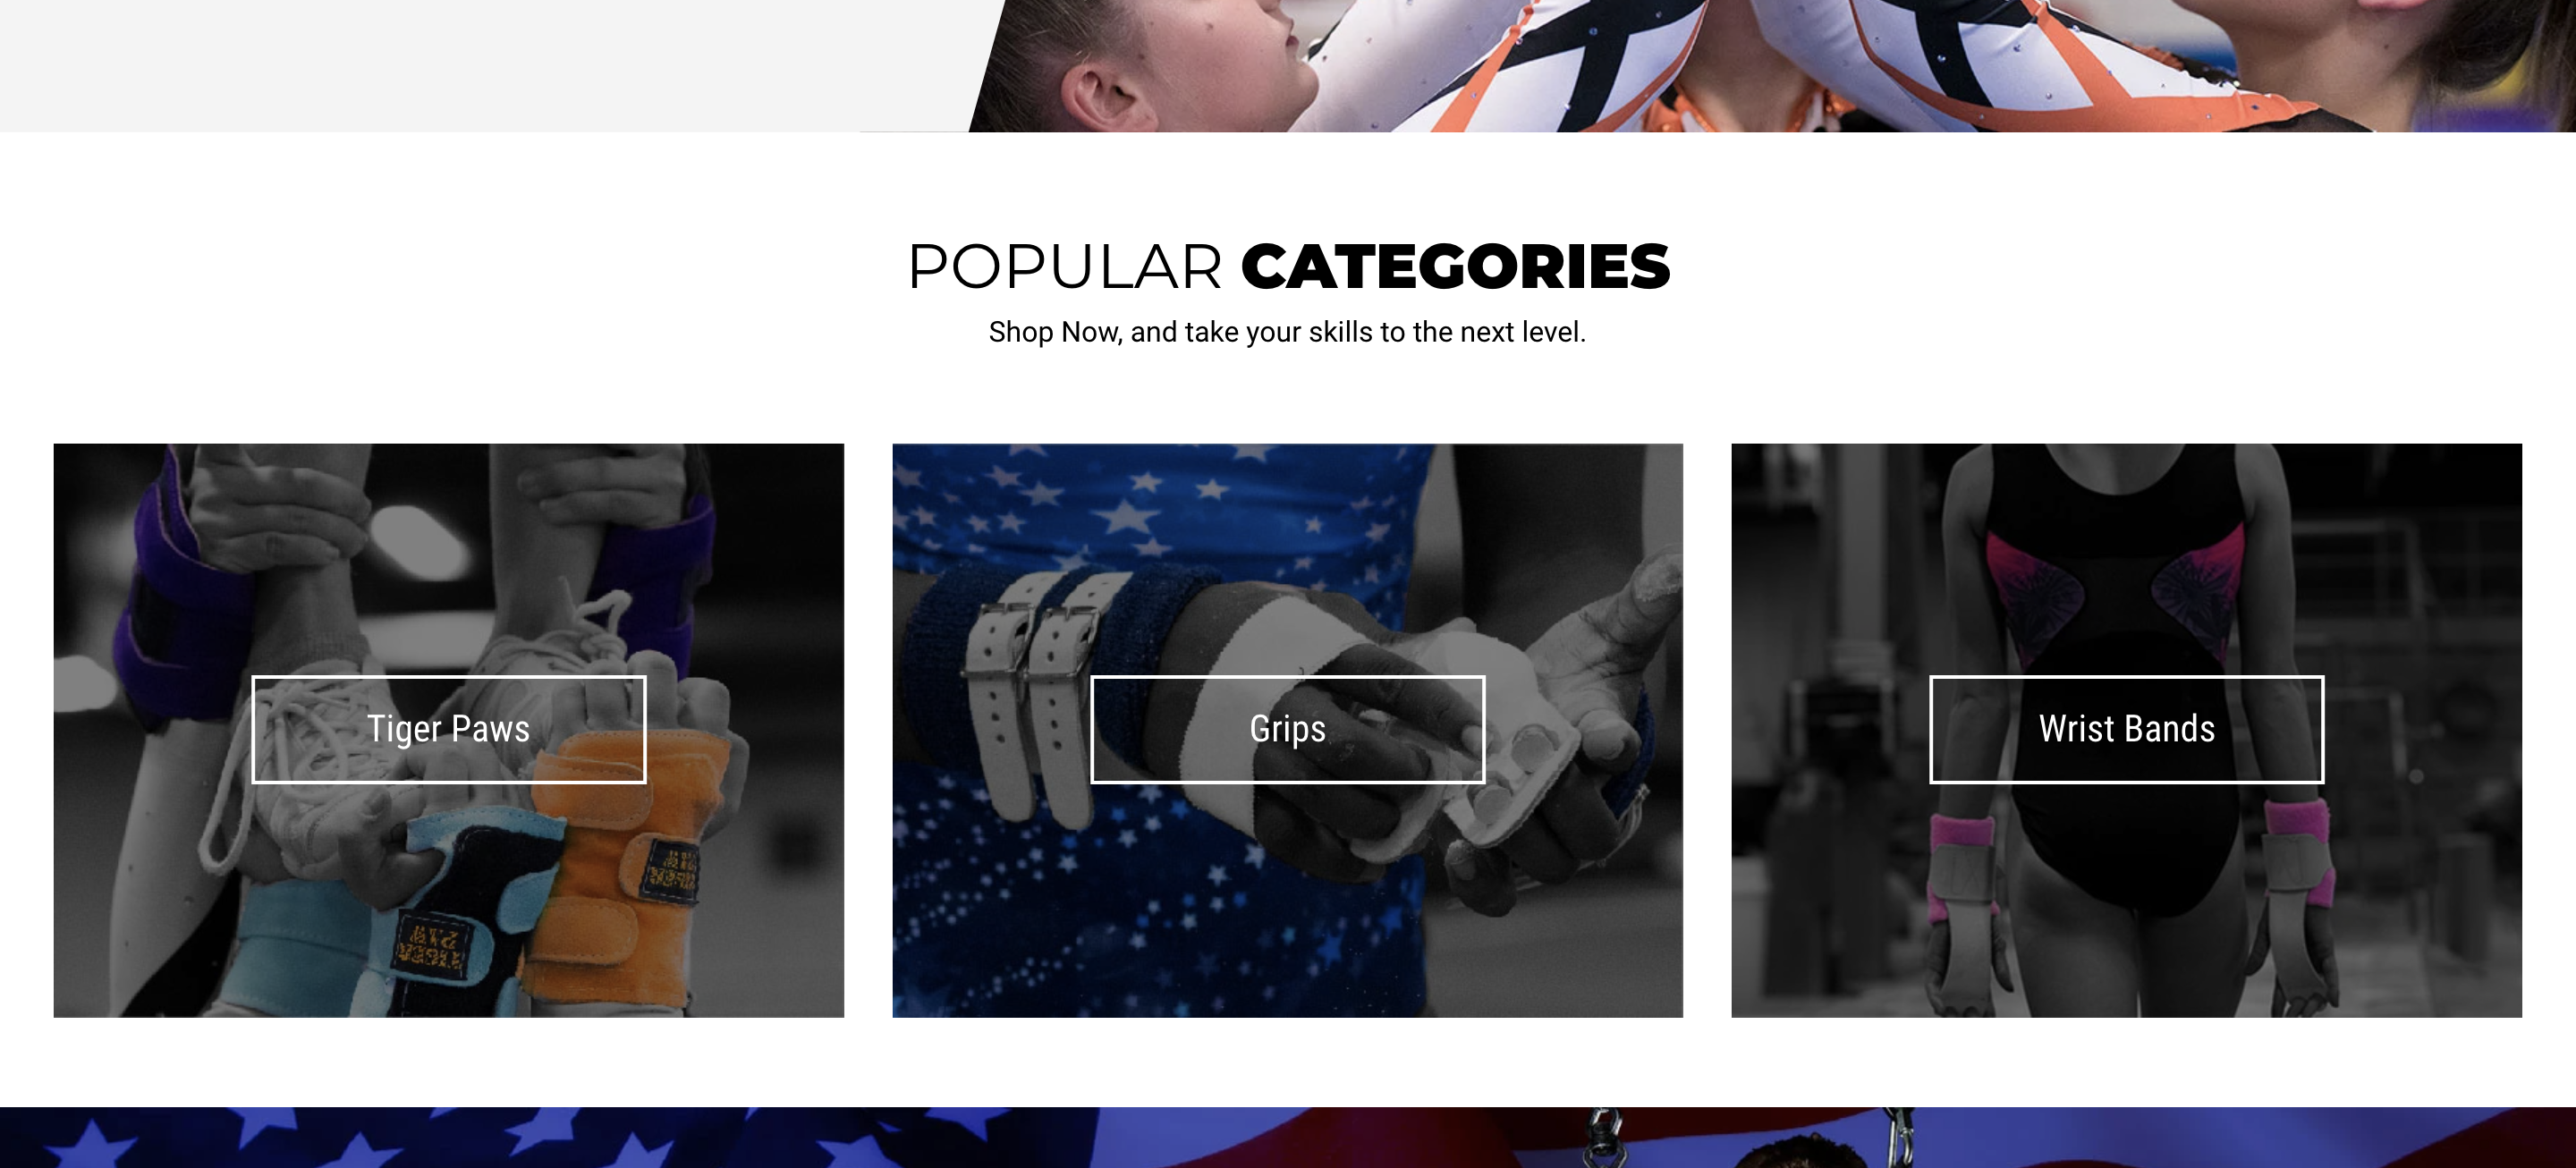 POPULAR CATEGORIES
Shop Now, and take your skills to the next level.
Tiger Paws
Grips
Wrist Bands